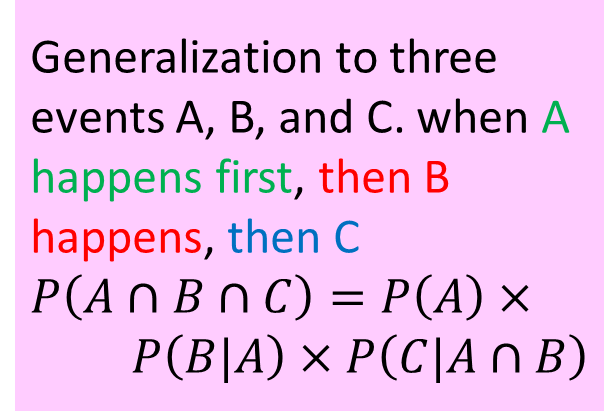 Generalization to three
events A, B, and C. when A
happens first, then B
happens, then C
𝑃(𝐴 ∩ 𝐵 ∩ 𝐶) = 𝑃(𝐴) ×
𝑃(𝐵|𝐴) × 𝑃(𝐶|𝐴 ∩ 𝐵)